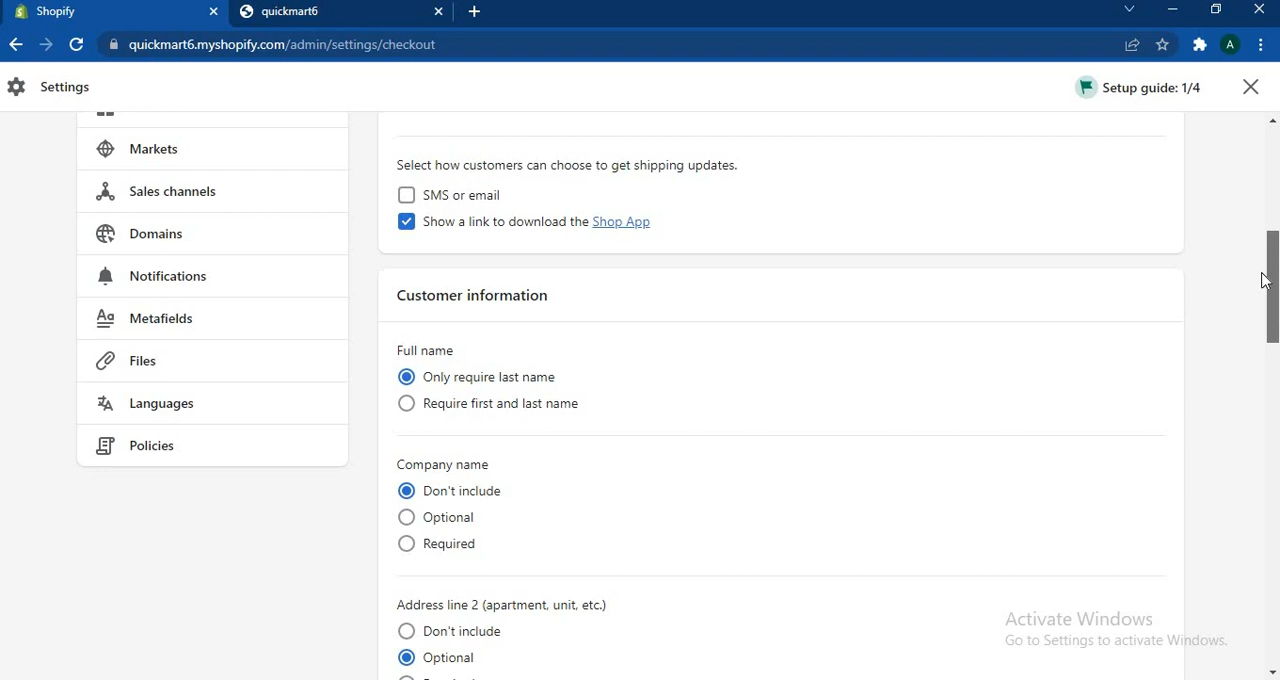 Shopify
quickmart6
quickmart6.myshopify.com/admin/settings/checkout
A
Settings
Setup guide: 1/4
Markets
Sales channels
Domains
Notifications
Metafields
Files
Languages
Policies
Select how customers can choose to get shipping updates.
SMS or email
Show a link to download the Shop App
Customer information
Full name
Only require last name
Require first and last name
Company name
Don't include
Optional
Required
Address line 2 (apartment, unit, etc.)
Don't include
Optional
Activate Windows
Go to Settings to activate Windows.